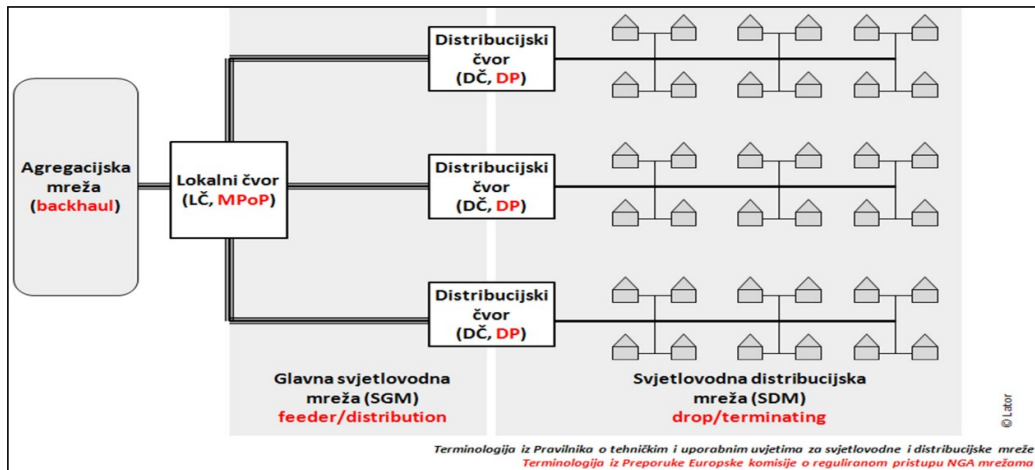 Agregacijska
mreža
(backhaul)
Lokalni čvor
(LČ, MPoP)
Distribucijski
čvor
(DČ, DP)
Distribucijski
čvor
(DČ, DP)
Distribucijski
čvor
(DČ, DP)
Glavna svjetlovodna
mreža (SGM)
feeder/distribution
Svjetlovodna distribucijska
mreža (SDM)
drop/terminating
© Lator
Terminologija iz Pravilnika o tehničkim i uporabnim uvjetima za svjetlovodne i distribucijske mreže
Terminologija iz Preporuke Europske komisije o reguliranom pristupu NGA mrežama